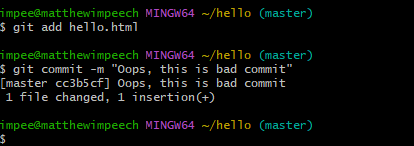 impee@matthewimpeech MINGW64 ~/hello (master)
$ git add hello.html
impee@matthewimpeech MINGW64 ~/hello (master)
$ git commit -m "Oops, this is bad commit"
[master cc3b5cf] Oops, this is bad commit
 1 file changed, 1 insertion(+)
impee@matthewimpeech MINGW64 ~/hello (master)
$